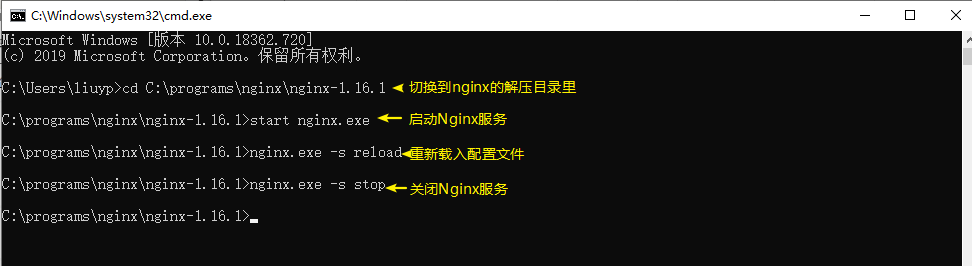 C:\Windows\system32\cmd.exe
Microsoft Windows [版本 10.0.18362.720]
(c) 2019 Microsoft Corporation。保留所有权利。
C:\Users\liuyp>cd C:\programs\nginx\nginx-1.16.1 切换到nginx的解压目录里
C:\programs\nginx\nginx-1.16.1>start nginx.exe 启动Nginx服务
C:\programs\nginx\nginx-1.16.1>nginx.exe -s reload 重新载入配置文件
C:\programs\nginx\nginx-1.16.1>nginx.exe -s stop 关闭Nginx服务
C:\programs\nginx\nginx-1.16.1>